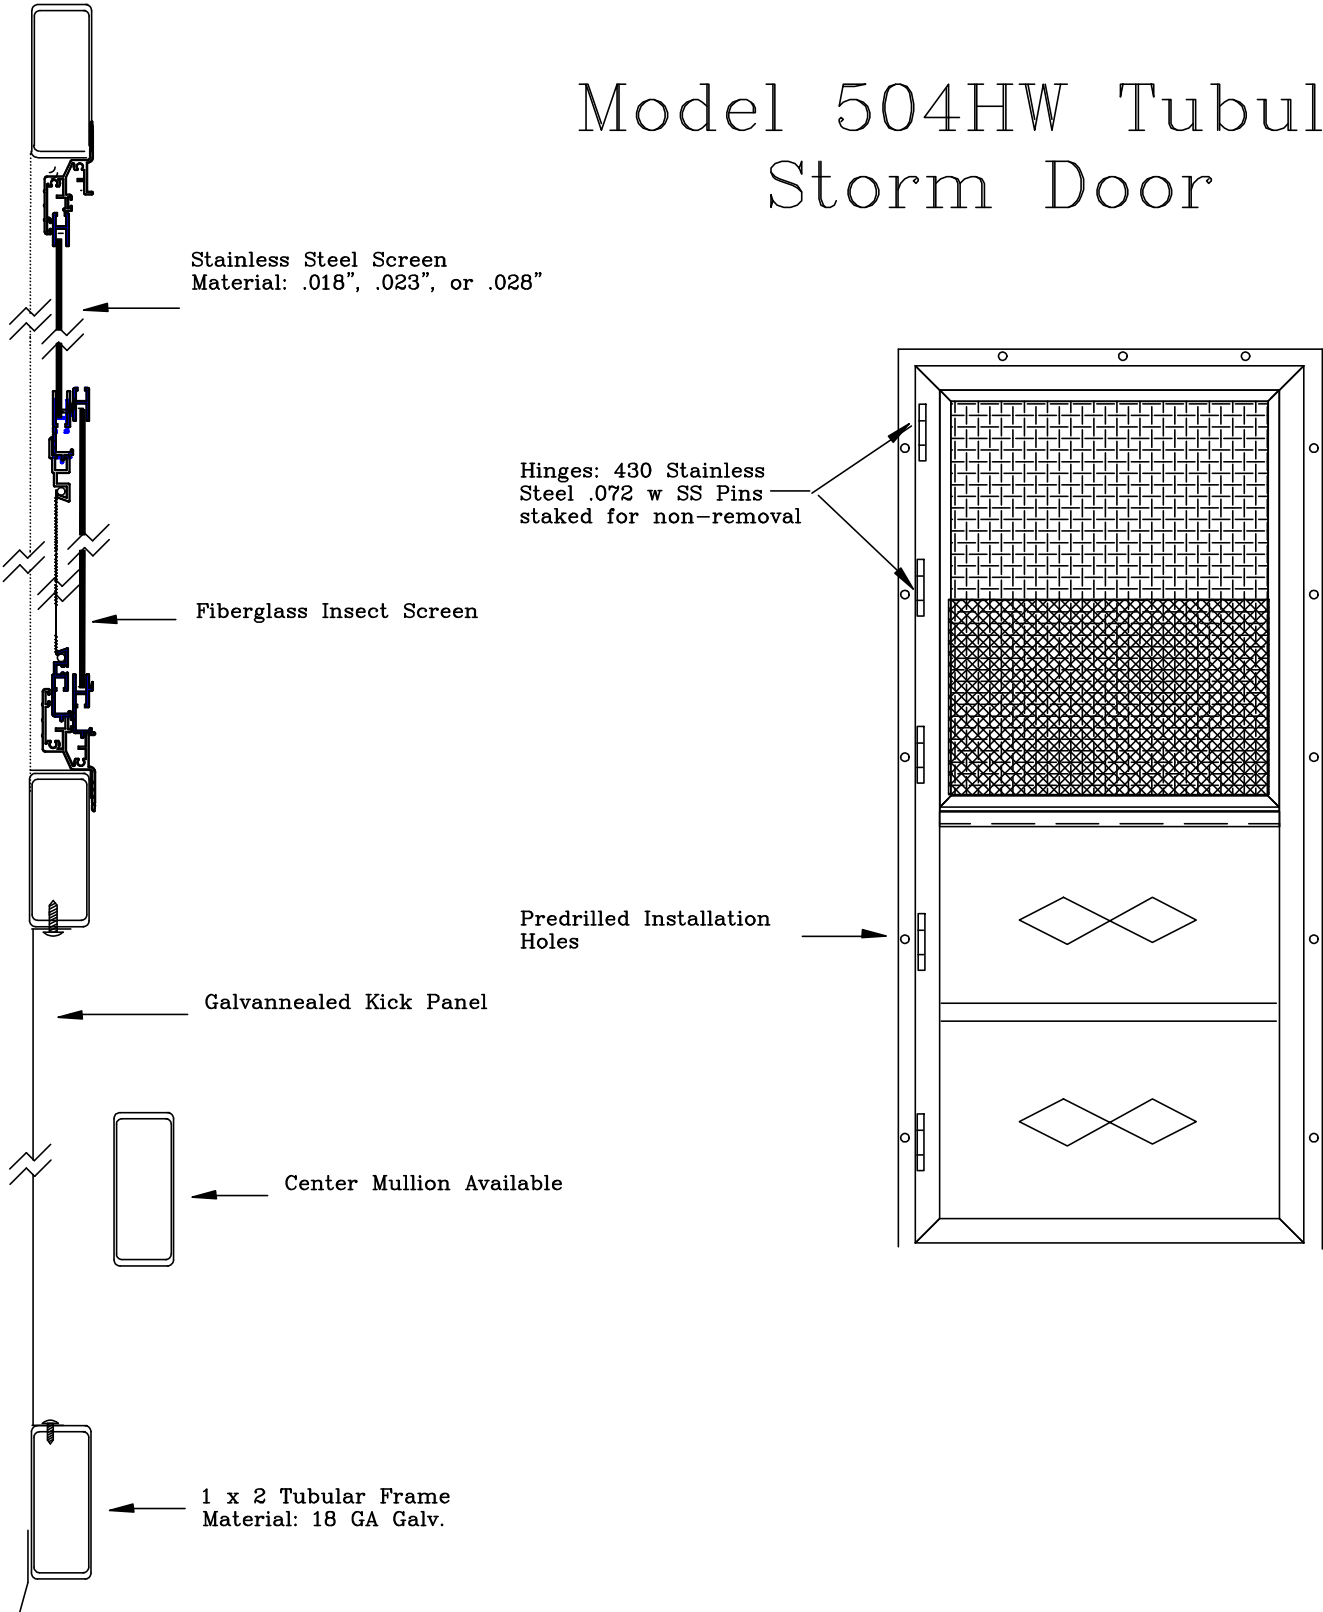 Model 504HW Tubul
Storm Door
Stainless Steel Screen
Material: .018", .023", or .028"
Hinges: 430 Stainless
Steel .072 w SS Pins
staked for non-removal
Fiberglass Insect Screen
Predrilled Installation
Holes
Galvannealed Kick Panel
Center Mullion Available
1 x 2 Tubular Frame
Material: 18 GA Galv.